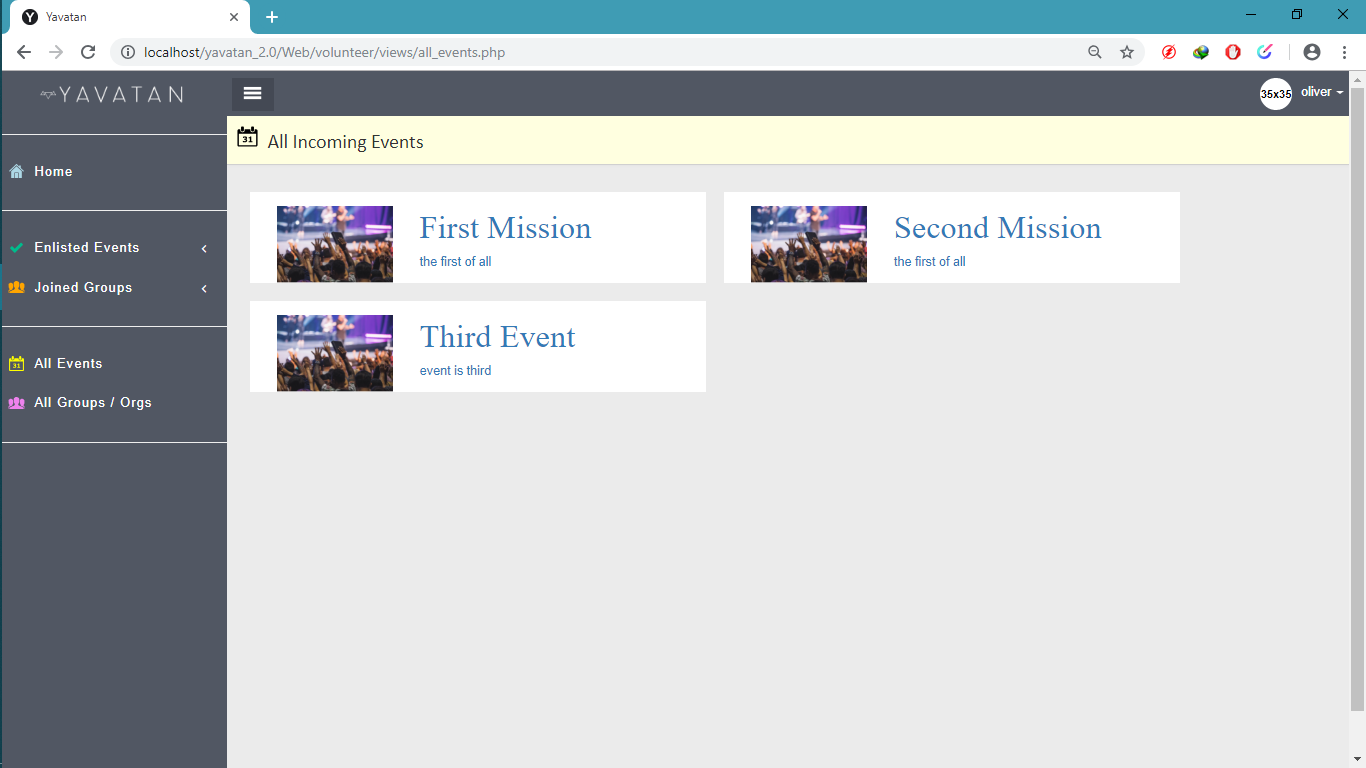 Yavatan
localhost/yavatan_2.0/Web/volunteer/views/all_events.php
YAVATAN
35x35 oliver
Home
Enlisted Events
Joined Groups
All Events
All Groups / Orgs
31 All Incoming Events
First Mission
the first of all
Second Mission
the first of all
Third Event
event is third